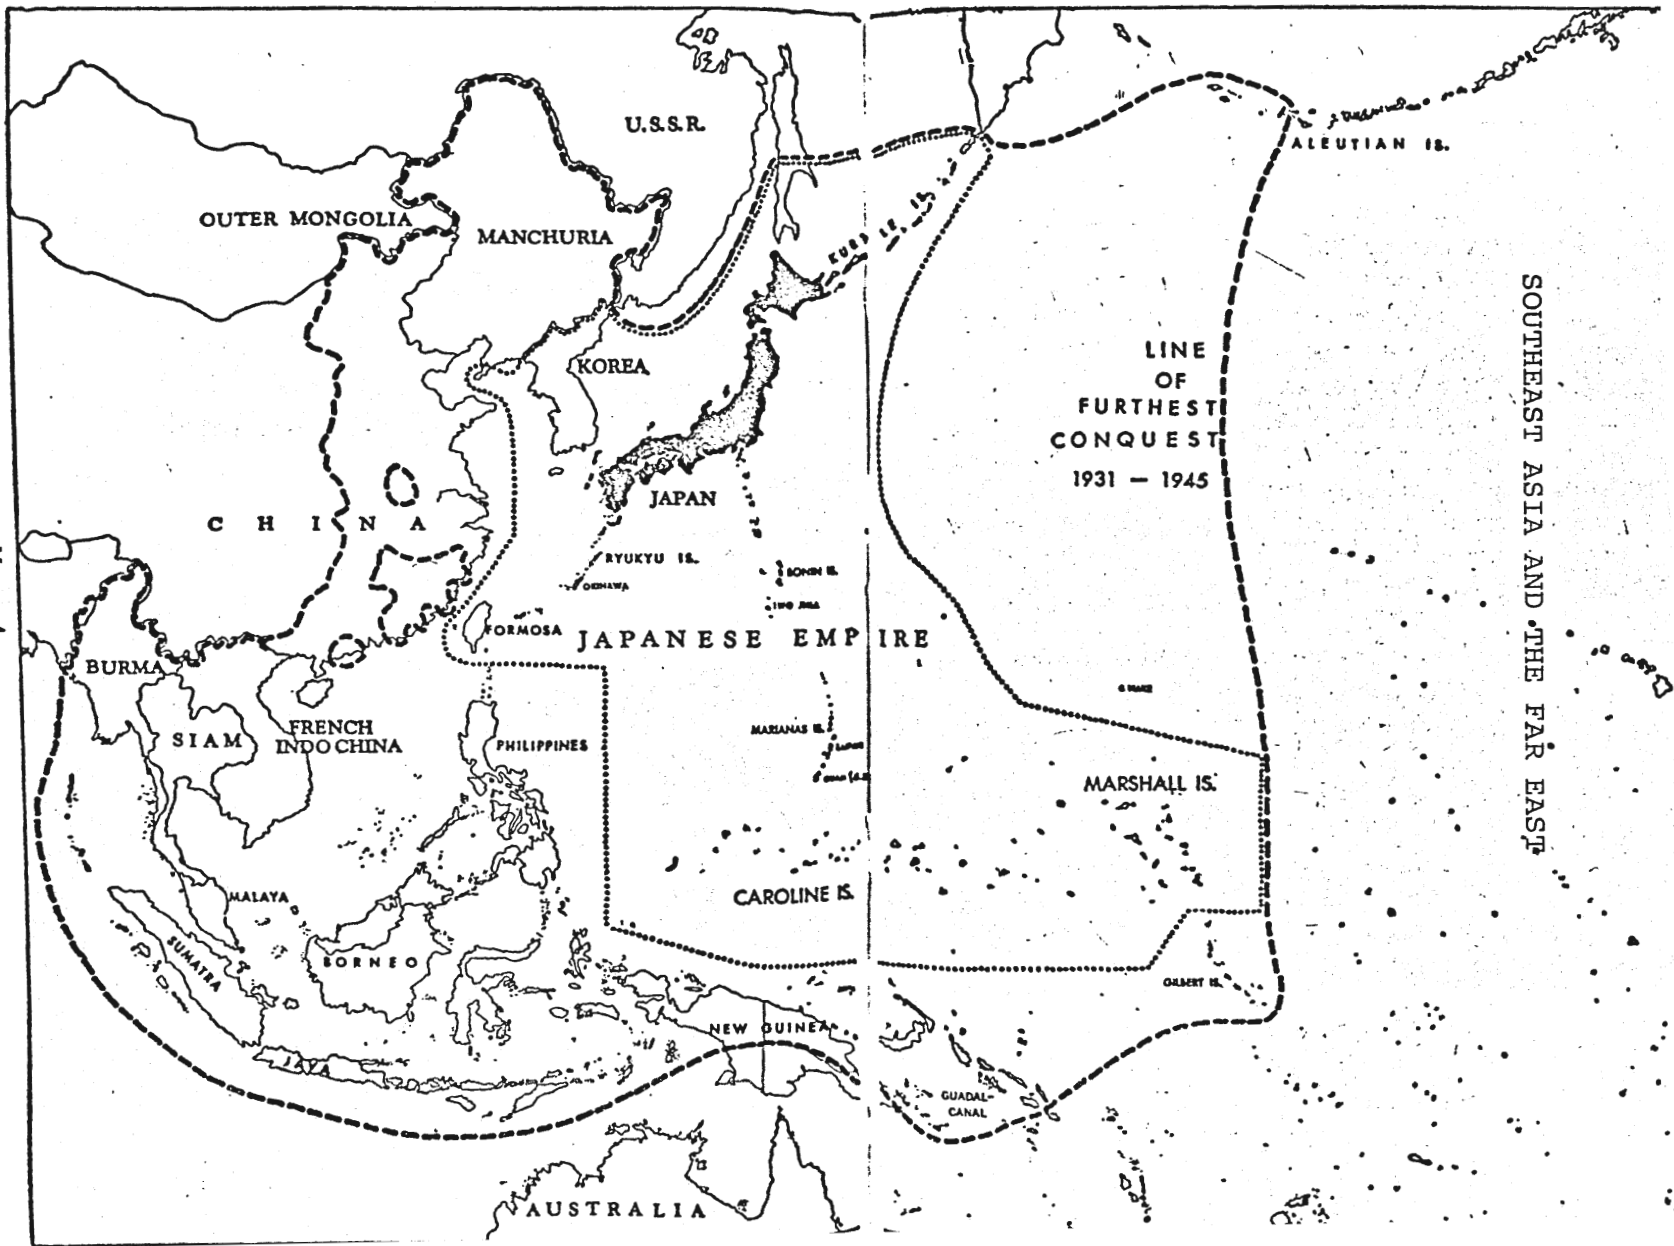 U.S.S.R.
ALEUTIAN IS.
OUTER MONGOLIA
MANCHURIA
KURILE IS.
LINE
OF
FURTHEST
CONQUEST
1931 — 1945
KOREA
JAPAN
CHINA
RYUKYU IS.
OKINAWA
BONIN IS.
IWO JIMA
FORMOSA
JAPANESE EMPIRE
BURMA
WAKE
SIAM
FRENCH
INDOCHINA
PHILIPPINES
MARIANAS IS.
MARSHALL IS.
CAROLINE IS.
MALAYA
SUMATRA
BORNEO
GILBERT IS.
NEW GUINEA
JAVA
GUADAL-
CANAL
AUSTRALIA
SOUTHEAST ASIA AND THE FAR EAST